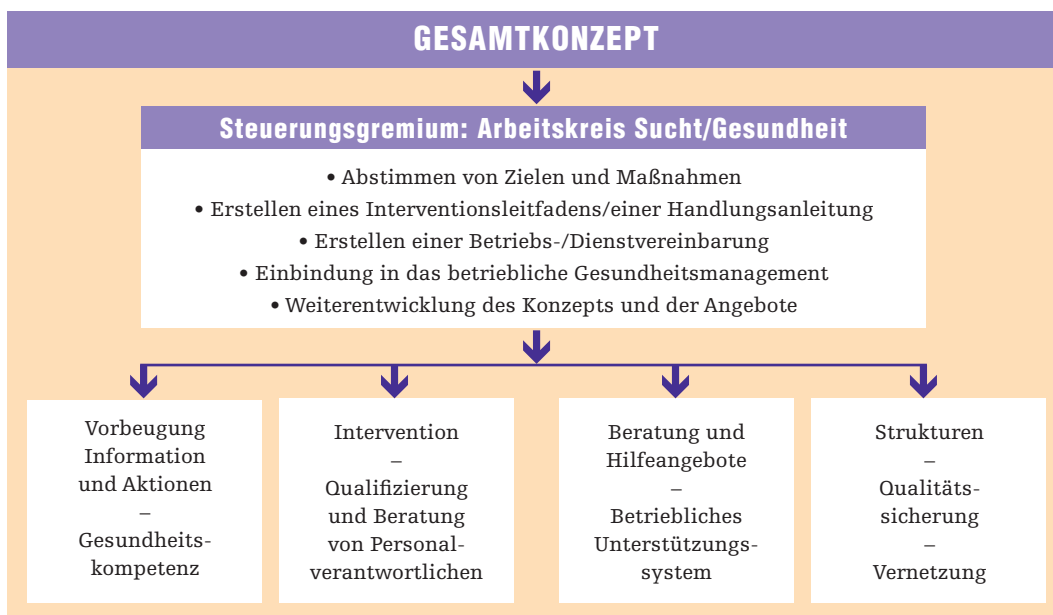 GESAMTKONZEPT
Steuerungsgremium: Arbeitskreis Sucht/Gesundheit
• Abstimmen von Zielen und Maßnahmen
• Erstellen eines Interventionsleitfadens/einer Handlungsanleitung
• Erstellen einer Betriebs-/Dienstvereinbarung
• Einbindung in das betriebliche Gesundheitsmanagement
• Weiterentwicklung des Konzepts und der Angebote
Vorbeugung
Information
und Aktionen
–
Gesundheits-
kompetenz
Intervention
–
Qualifizierung
und Beratung
von Personal-
verantwortlichen
Beratung und
Hilfeangebote
–
Betriebliches
Unterstützungs-
system
Strukturen
–
Qualitäts-
sicherung
–
Vernetzung